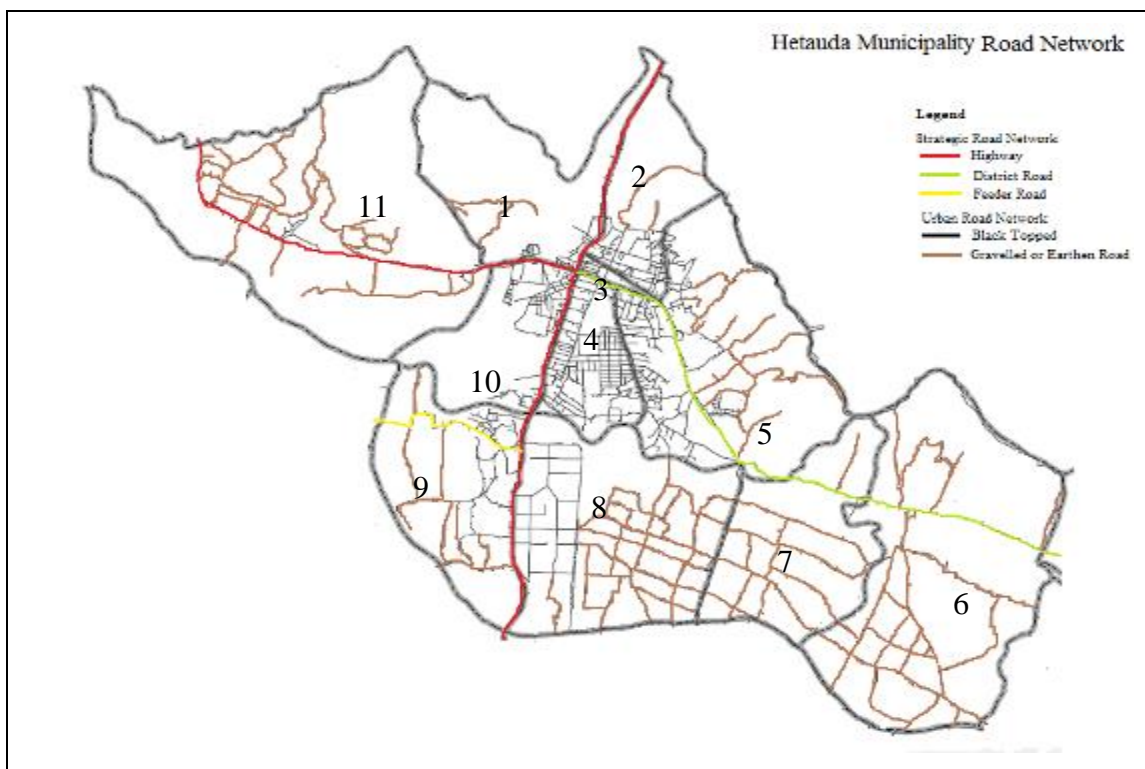 Hetauda Municipality Road Network
Legend
Strategic Road Network
Highway
District Road
Feeder Road
Urban Road Network
Black Topped
Gravelled or Earthen Road
2
11
1
3
4
10
5
9
8
7
6